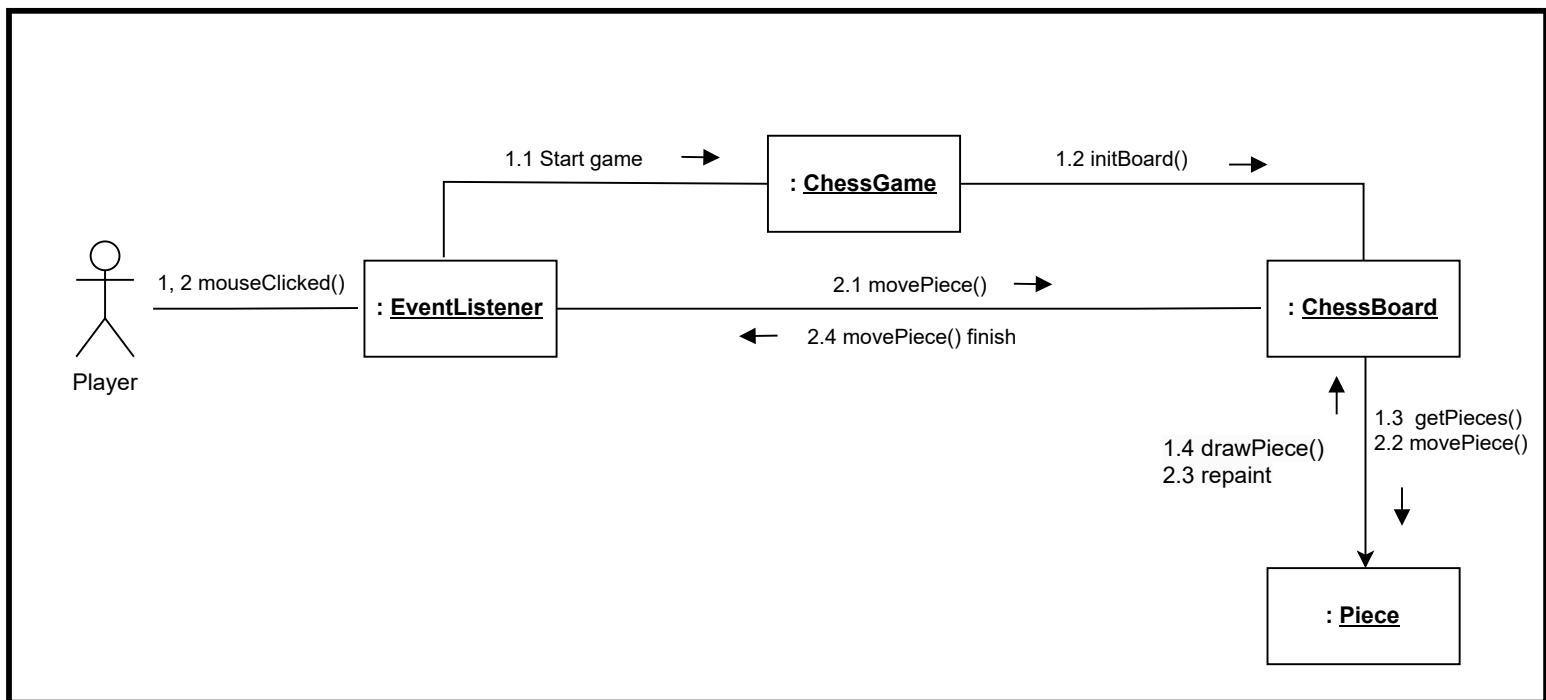 1.1 Start game
1.2 initBoard()
: ChessGame
1, 2 mouseClicked()
: EventListener
2.1 movePiece()
: ChessBoard
2.4 movePiece() finish
Player
1.3 getPieces()
2.2 movePiece()
1.4 drawPiece()
2.3 repaint
: Piece